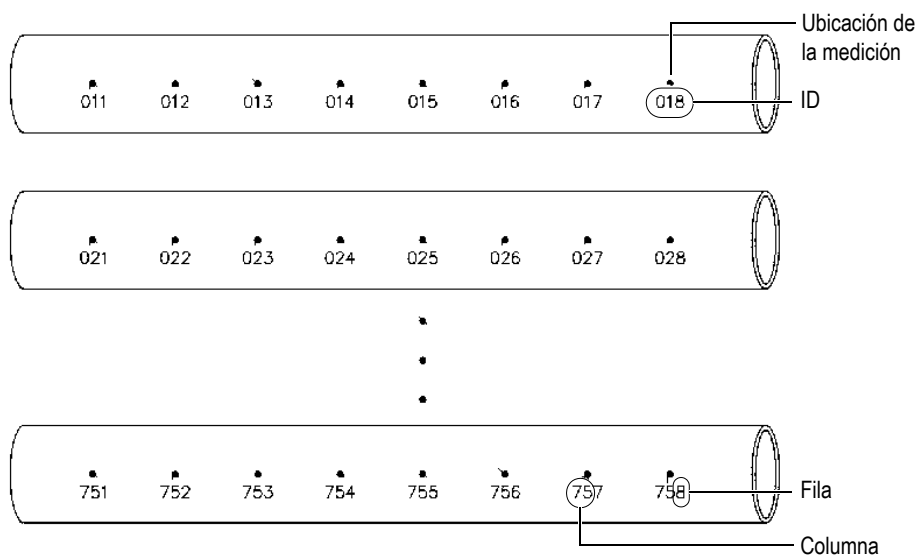 Ubicación de
la medición
011 012 013 014 015 016 017 018
ID
021 022 023 024 025 026 027 028
751 752 753 754 755 756 757 758
Fila
Columna